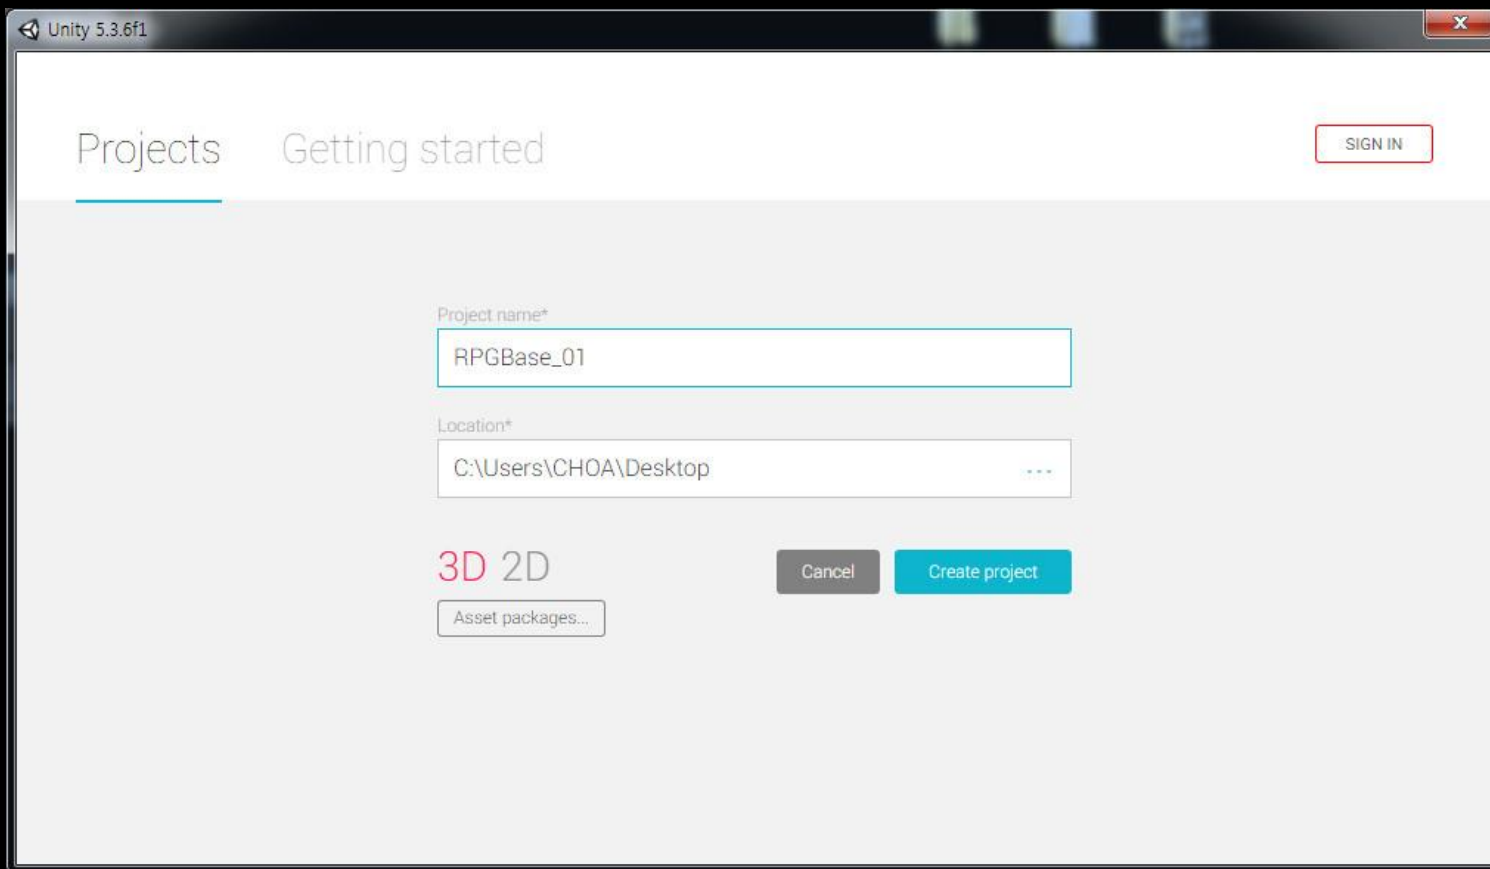 Unity 5.3.6f1
X
Projects Getting started
SIGN IN
Project name*
RPGBase_01
Location*
C:\Users\CHOA\Desktop
...
3D 2D
Cancel Create project
Asset packages...